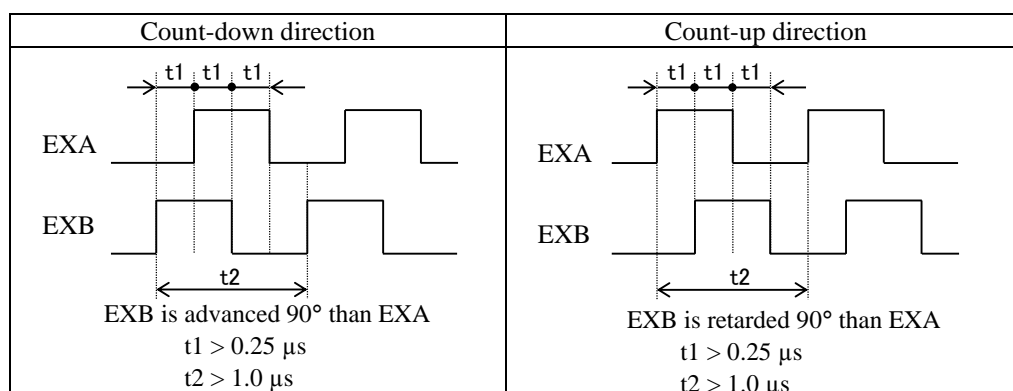 Count-down direction
t1 t1 t1
EXA
EXB
t2
EXB is advanced 90° than EXA
t1 > 0.25 µs
t2 > 1.0 µs
Count-up direction
t1 t1 t1
EXA
EXB
t2
EXB is retarded 90° than EXA
t1 > 0.25 µs
t2 > 1.0 µs